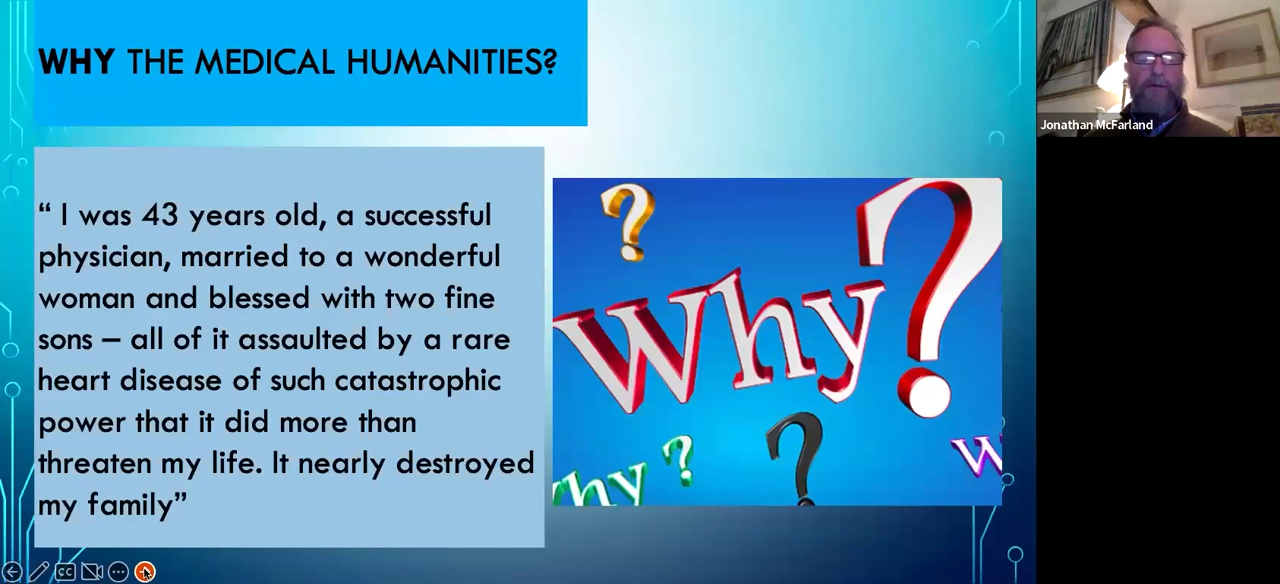 WHY THE MEDICAL HUMANITIES?
“ I was 43 years old, a successful
physician, married to a wonderful
woman and blessed with two fine
sons – all of it assaulted by a rare
heart disease of such catastrophic
power that it did more than
threaten my life. It nearly destroyed
my family”
?
Why?
?
hy ?
W
Jonathan McFarland
CC